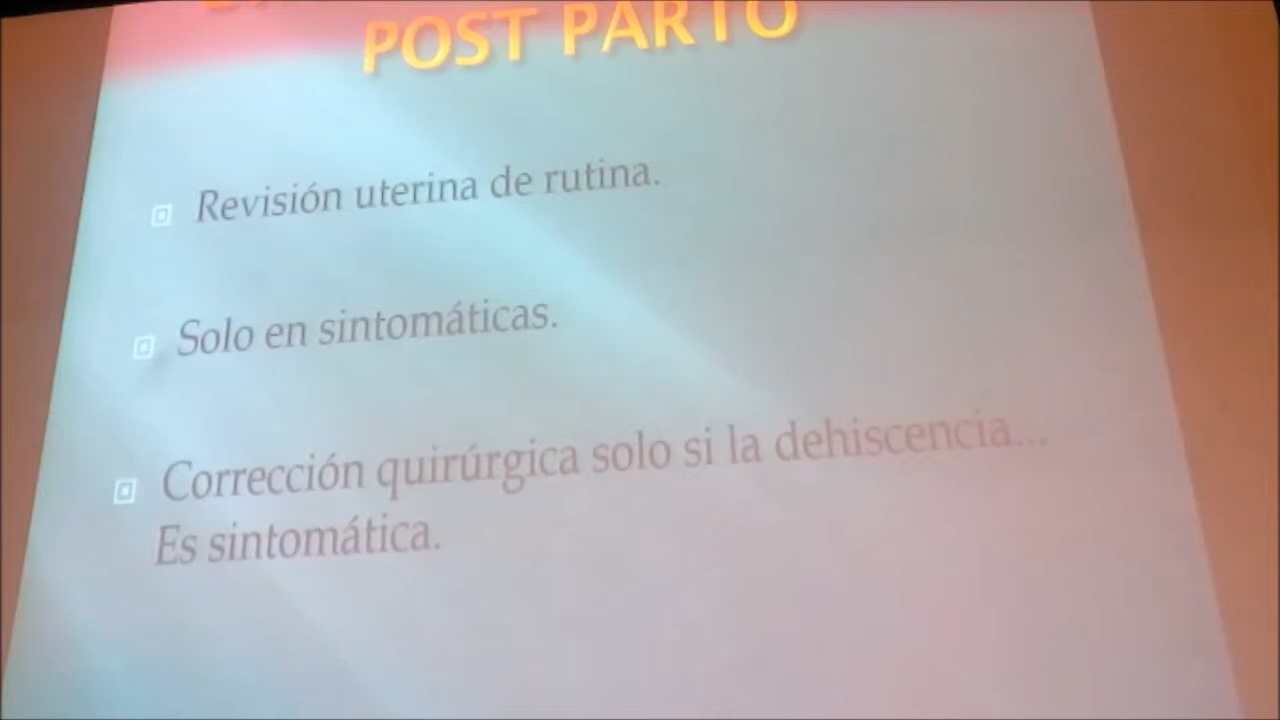 POST PARTO
Revisión uterina de rutina.
Solo en sintomáticas.
Corrección quirúrgica solo si la dehiscencia...
Es sintomática.